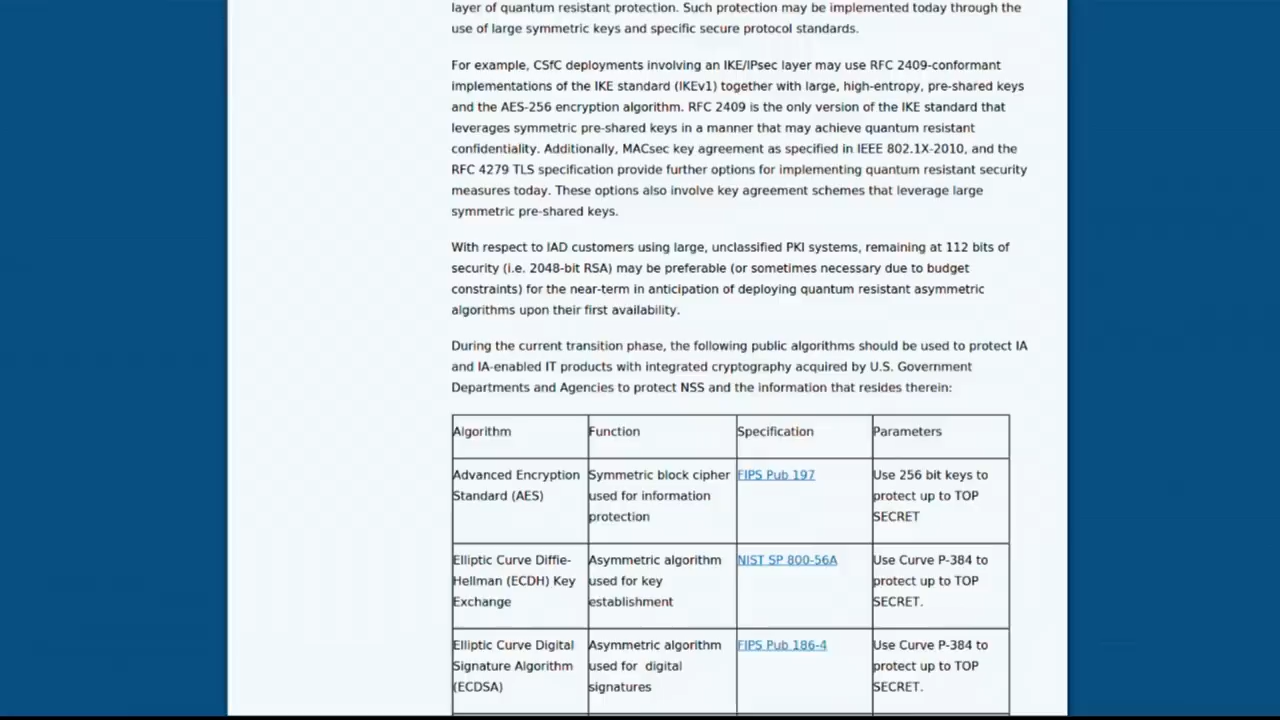 layer of quantum resistant protection. Such protection may be implemented today through the
use of large symmetric keys and specific secure protocol standards.
For example, CSfC deployments involving an IKE/IPsec layer may use RFC 2409-conformant
implementations of the IKE standard (IKEv1) together with large, high-entropy, pre-shared keys
and the AES-256 encryption algorithm. RFC 2409 is the only version of the IKE standard that
leverages symmetric pre-shared keys in a manner that may achieve quantum resistant
confidentiality. Additionally, MACsec key agreement as specified in IEEE 802.1X-2010, and the
RFC 4279 TLS specification provide further options for implementing quantum resistant security
measures today. These options also involve key agreement schemes that leverage large
symmetric pre-shared keys.
With respect to IAD customers using large, unclassified PKI systems, remaining at 112 bits of
security (i.e. 2048-bit RSA) may be preferable (or sometimes necessary due to budget
constraints) for the near-term in anticipation of deploying quantum resistant asymmetric
algorithms upon their first availability.
During the current transition phase, the following public algorithms should be used to protect IA
and IA-enabled IT products with integrated cryptography acquired by U.S. Government
Departments and Agencies to protect NSS and the information that resides therein:
Algorithm Function Specification Parameters
Advanced Encryption Symmetric block cipher FIPS Pub 197 Use 256 bit keys to
Standard (AES) used for information protect up to TOP
protection SECRET
Elliptic Curve Diffie- Asymmetric algorithm NIST SP 800-56A Use Curve P-384 to
Hellman (ECDH) Key used for key protect up to TOP
Exchange establishment SECRET.
Elliptic Curve Digital Asymmetric algorithm FIPS Pub 186-4 Use Curve P-384 to
Signature Algorithm used for digital protect up to TOP
(ECDSA) signatures SECRET.